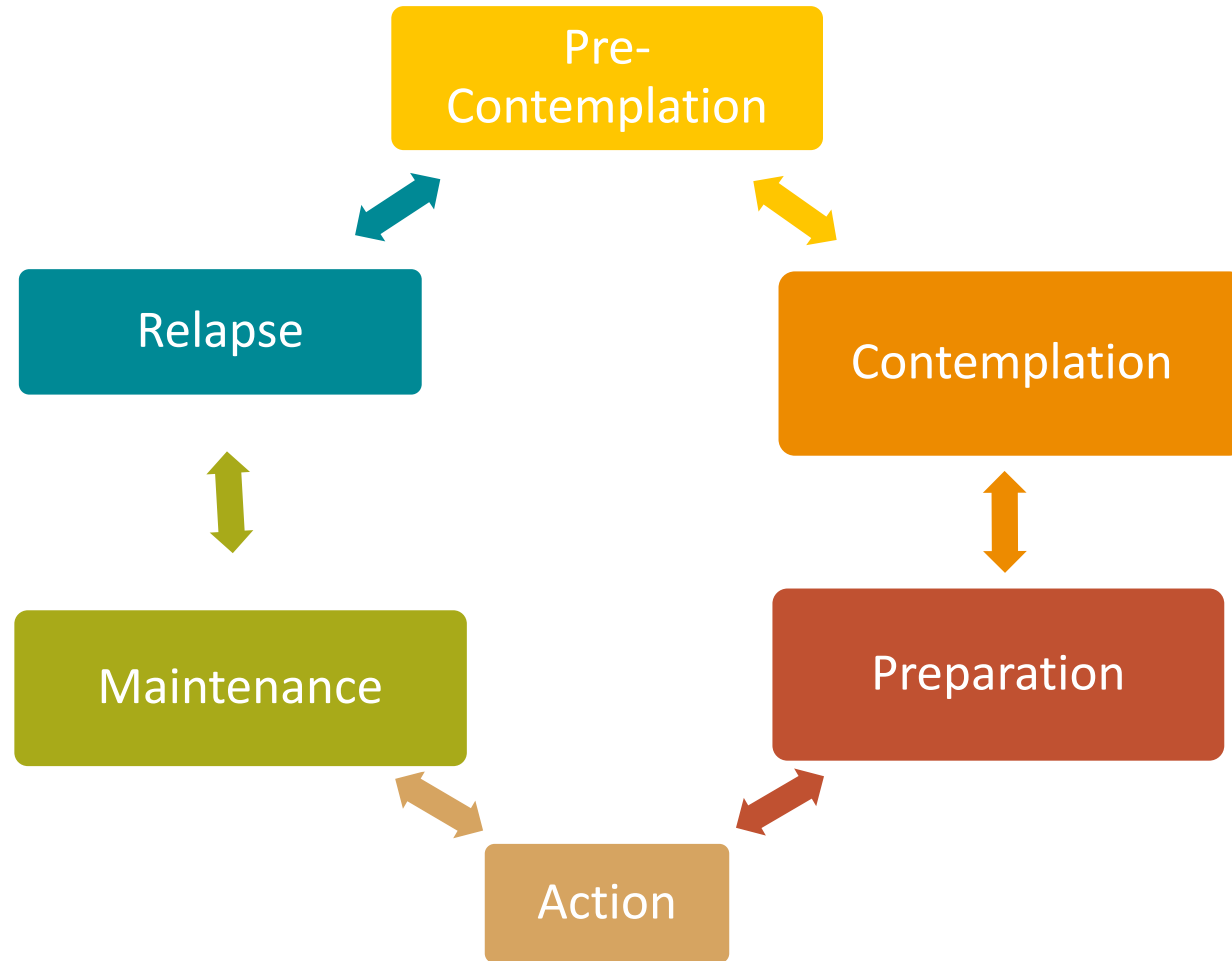 Pre-
Contemplation
Relapse
Contemplation
Maintenance
Preparation
Action